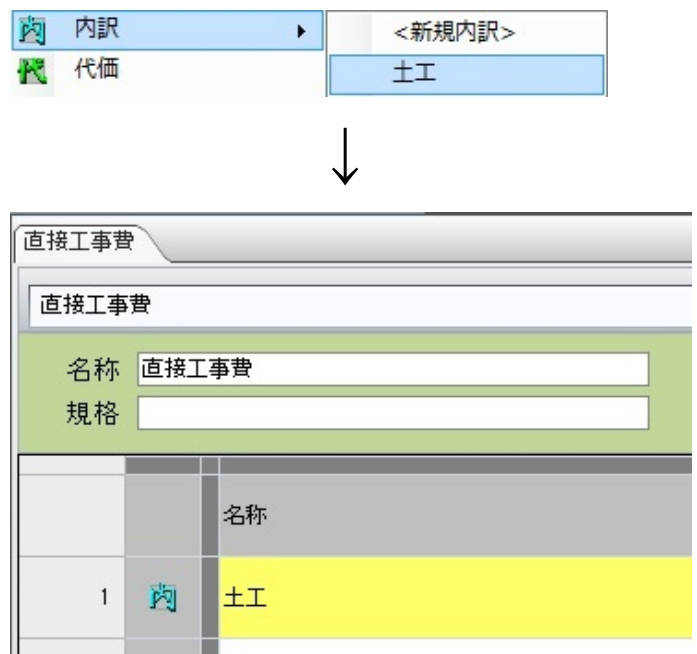 内 内訳 ▶ <新規内訳>
代 代価 土工
↓
直接工事費
直接工事費
名称 直接工事費
規格
名称
1 内 土工